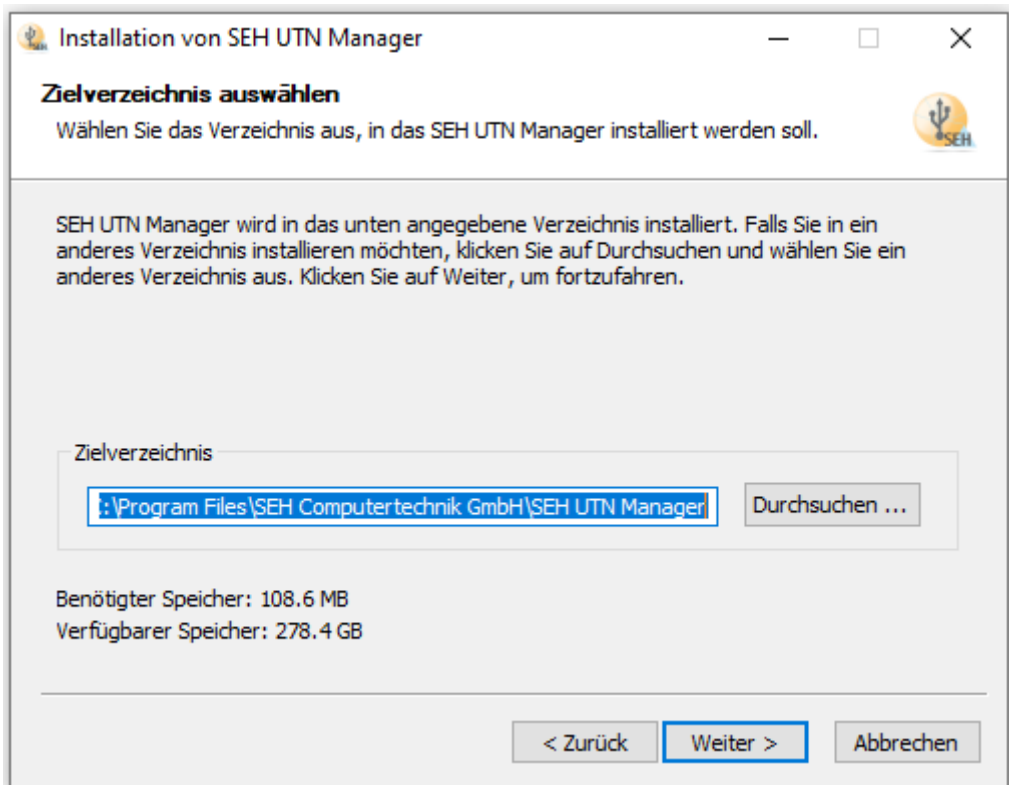 Installation von SEH UTN Manager
Zielverzeichnis auswählen
Wählen Sie das Verzeichnis aus, in das SEH UTN Manager installiert werden soll.
SEH
SEH UTN Manager wird in das unten angegebene Verzeichnis installiert. Falls Sie in ein
anderes Verzeichnis installieren möchten, klicken Sie auf Durchsuchen und wählen Sie ein
anderes Verzeichnis aus. Klicken Sie auf Weiter, um fortzufahren.
Zielverzeichnis
:\Program Files\SEH Computertechnik GmbH\SEH UTN Manager
Durchsuchen ...
Benötigter Speicher: 108.6 MB
Verfügbarer Speicher: 278.4 GB
< Zurück
Weiter >
Abbrechen